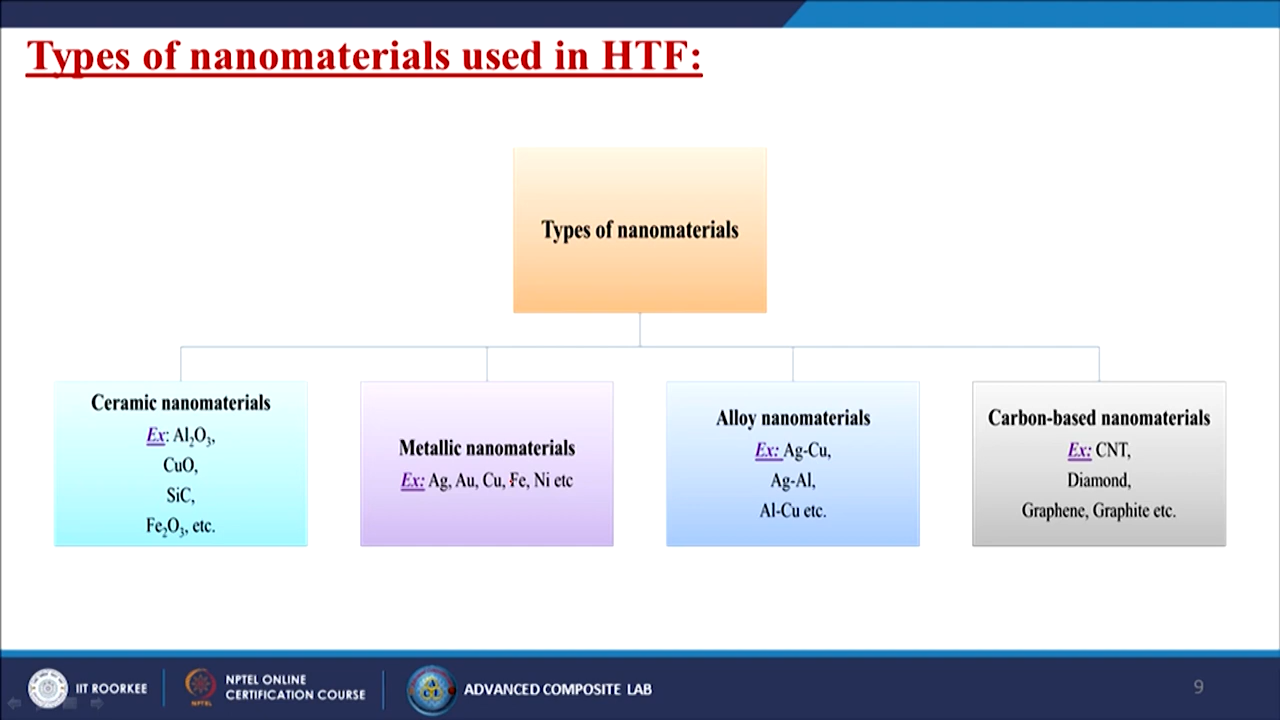 Types of nanomaterials used in HTF:
Types of nanomaterials
Ceramic nanomaterials
Ex: Al₂O₃,
CuO,
SiC,
Fe₂O₃, etc.
Metallic nanomaterials
Ex: Ag, Au, Cu, Fe, Ni etc
Alloy nanomaterials
Ex: Ag-Cu,
Ag-Al,
Al-Cu etc.
Carbon-based nanomaterials
Ex: CNT,
Diamond,
Graphene, Graphite etc.
IIT ROORKEE
NPTEL
NPTEL ONLINE
CERTIFICATION COURSE
ADVANCED COMPOSITE LAB
9